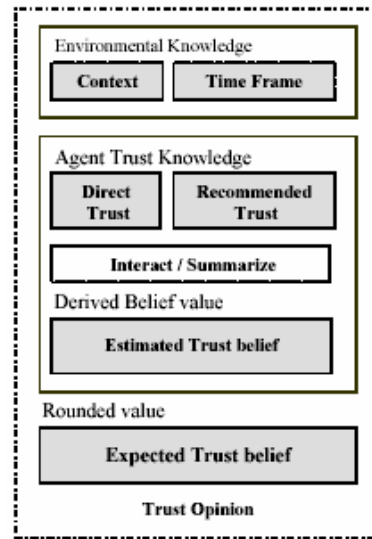 Environmental Knowledge
Context Time Frame
Agent Trust Knowledge
Direct Recommended
Trust Trust
Interact / Summarize
Derived Belief value
Estimated Trust belief
Rounded value
Expected Trust belief
Trust Opinion